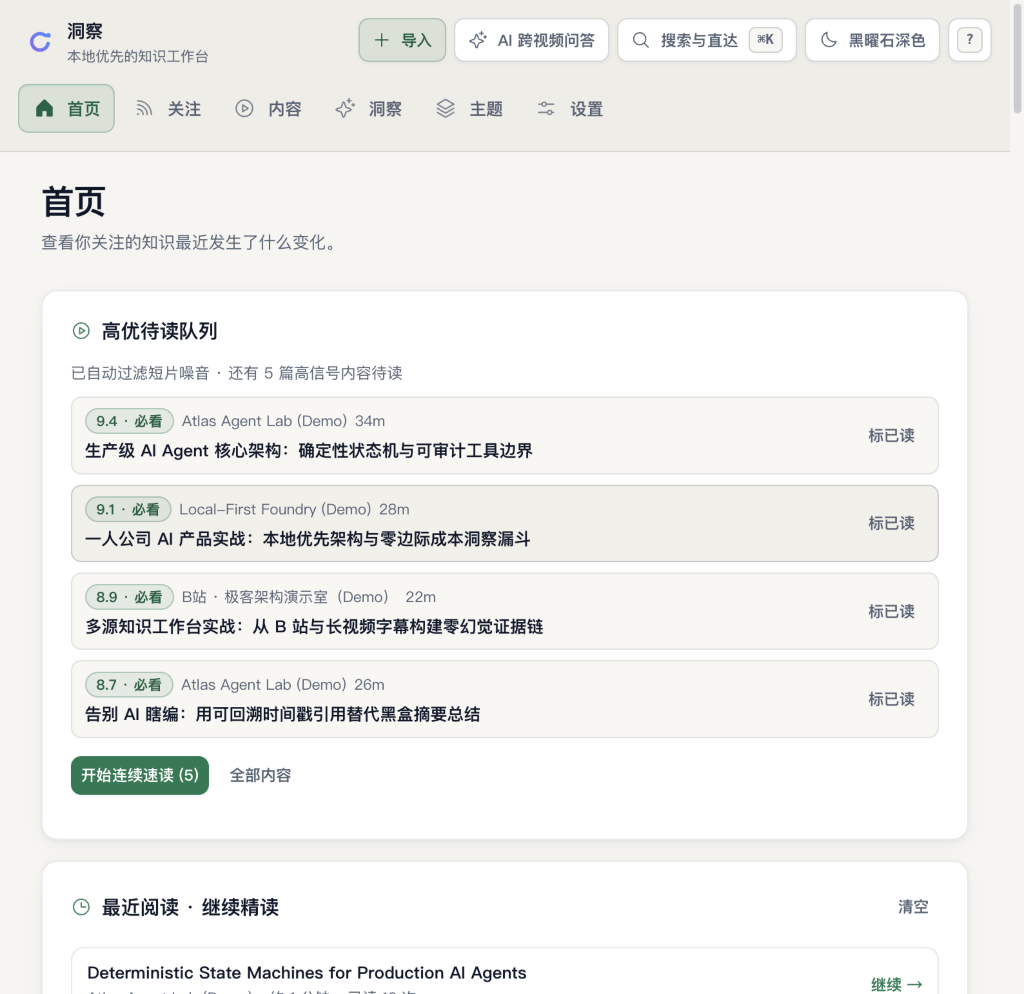 洞察
本地优先的知识工作台
导入
AI 跨视频问答
搜索与直达 ⌘K
黑曜石深色
?
首页
关注
内容
洞察
主题
设置
首页
查看你关注的知识最近发生了什么变化。
高优待读队列
已自动过滤短片噪音 · 还有 5 篇高信号内容待读
9.4 · 必看 Atlas Agent Lab (Demo) 34m
生产级 AI Agent 核心架构：确定性状态机与可审计工具边界
标已读
9.1 · 必看 Local-First Foundry (Demo) 28m
一人公司 AI 产品实战：本地优先架构与零边际成本洞察漏斗
标已读
8.9 · 必看 B站 · 极客架构演示室（Demo） 22m
多源知识工作台实战：从 B 站与长视频字幕构建零幻觉证据链
标已读
8.7 · 必看 Atlas Agent Lab (Demo) 26m
告别 AI 瞎编：用可回溯时间戳引用替代黑盒摘要总结
标已读
开始连续速读 (5)
全部内容
最近阅读 · 继续精读
清空
Deterministic State Machines for Production AI Agents
继续 →